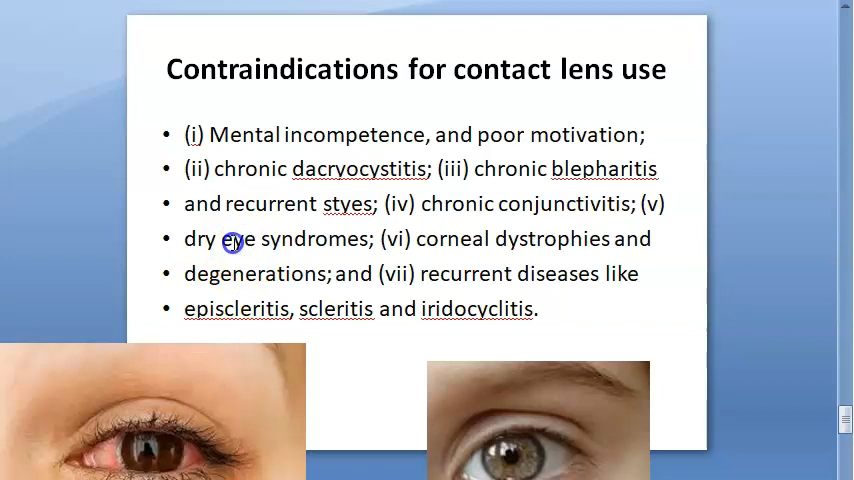 Contraindications for contact lens use
• (i) Mental incompetence, and poor motivation;
• (ii) chronic dacryocystitis; (iii) chronic blepharitis
• and recurrent styes; (iv) chronic conjunctivitis; (v)
• dry eye syndromes; (vi) corneal dystrophies and
• degenerations; and (vii) recurrent diseases like
• episcleritis, scleritis and iridocyclitis.